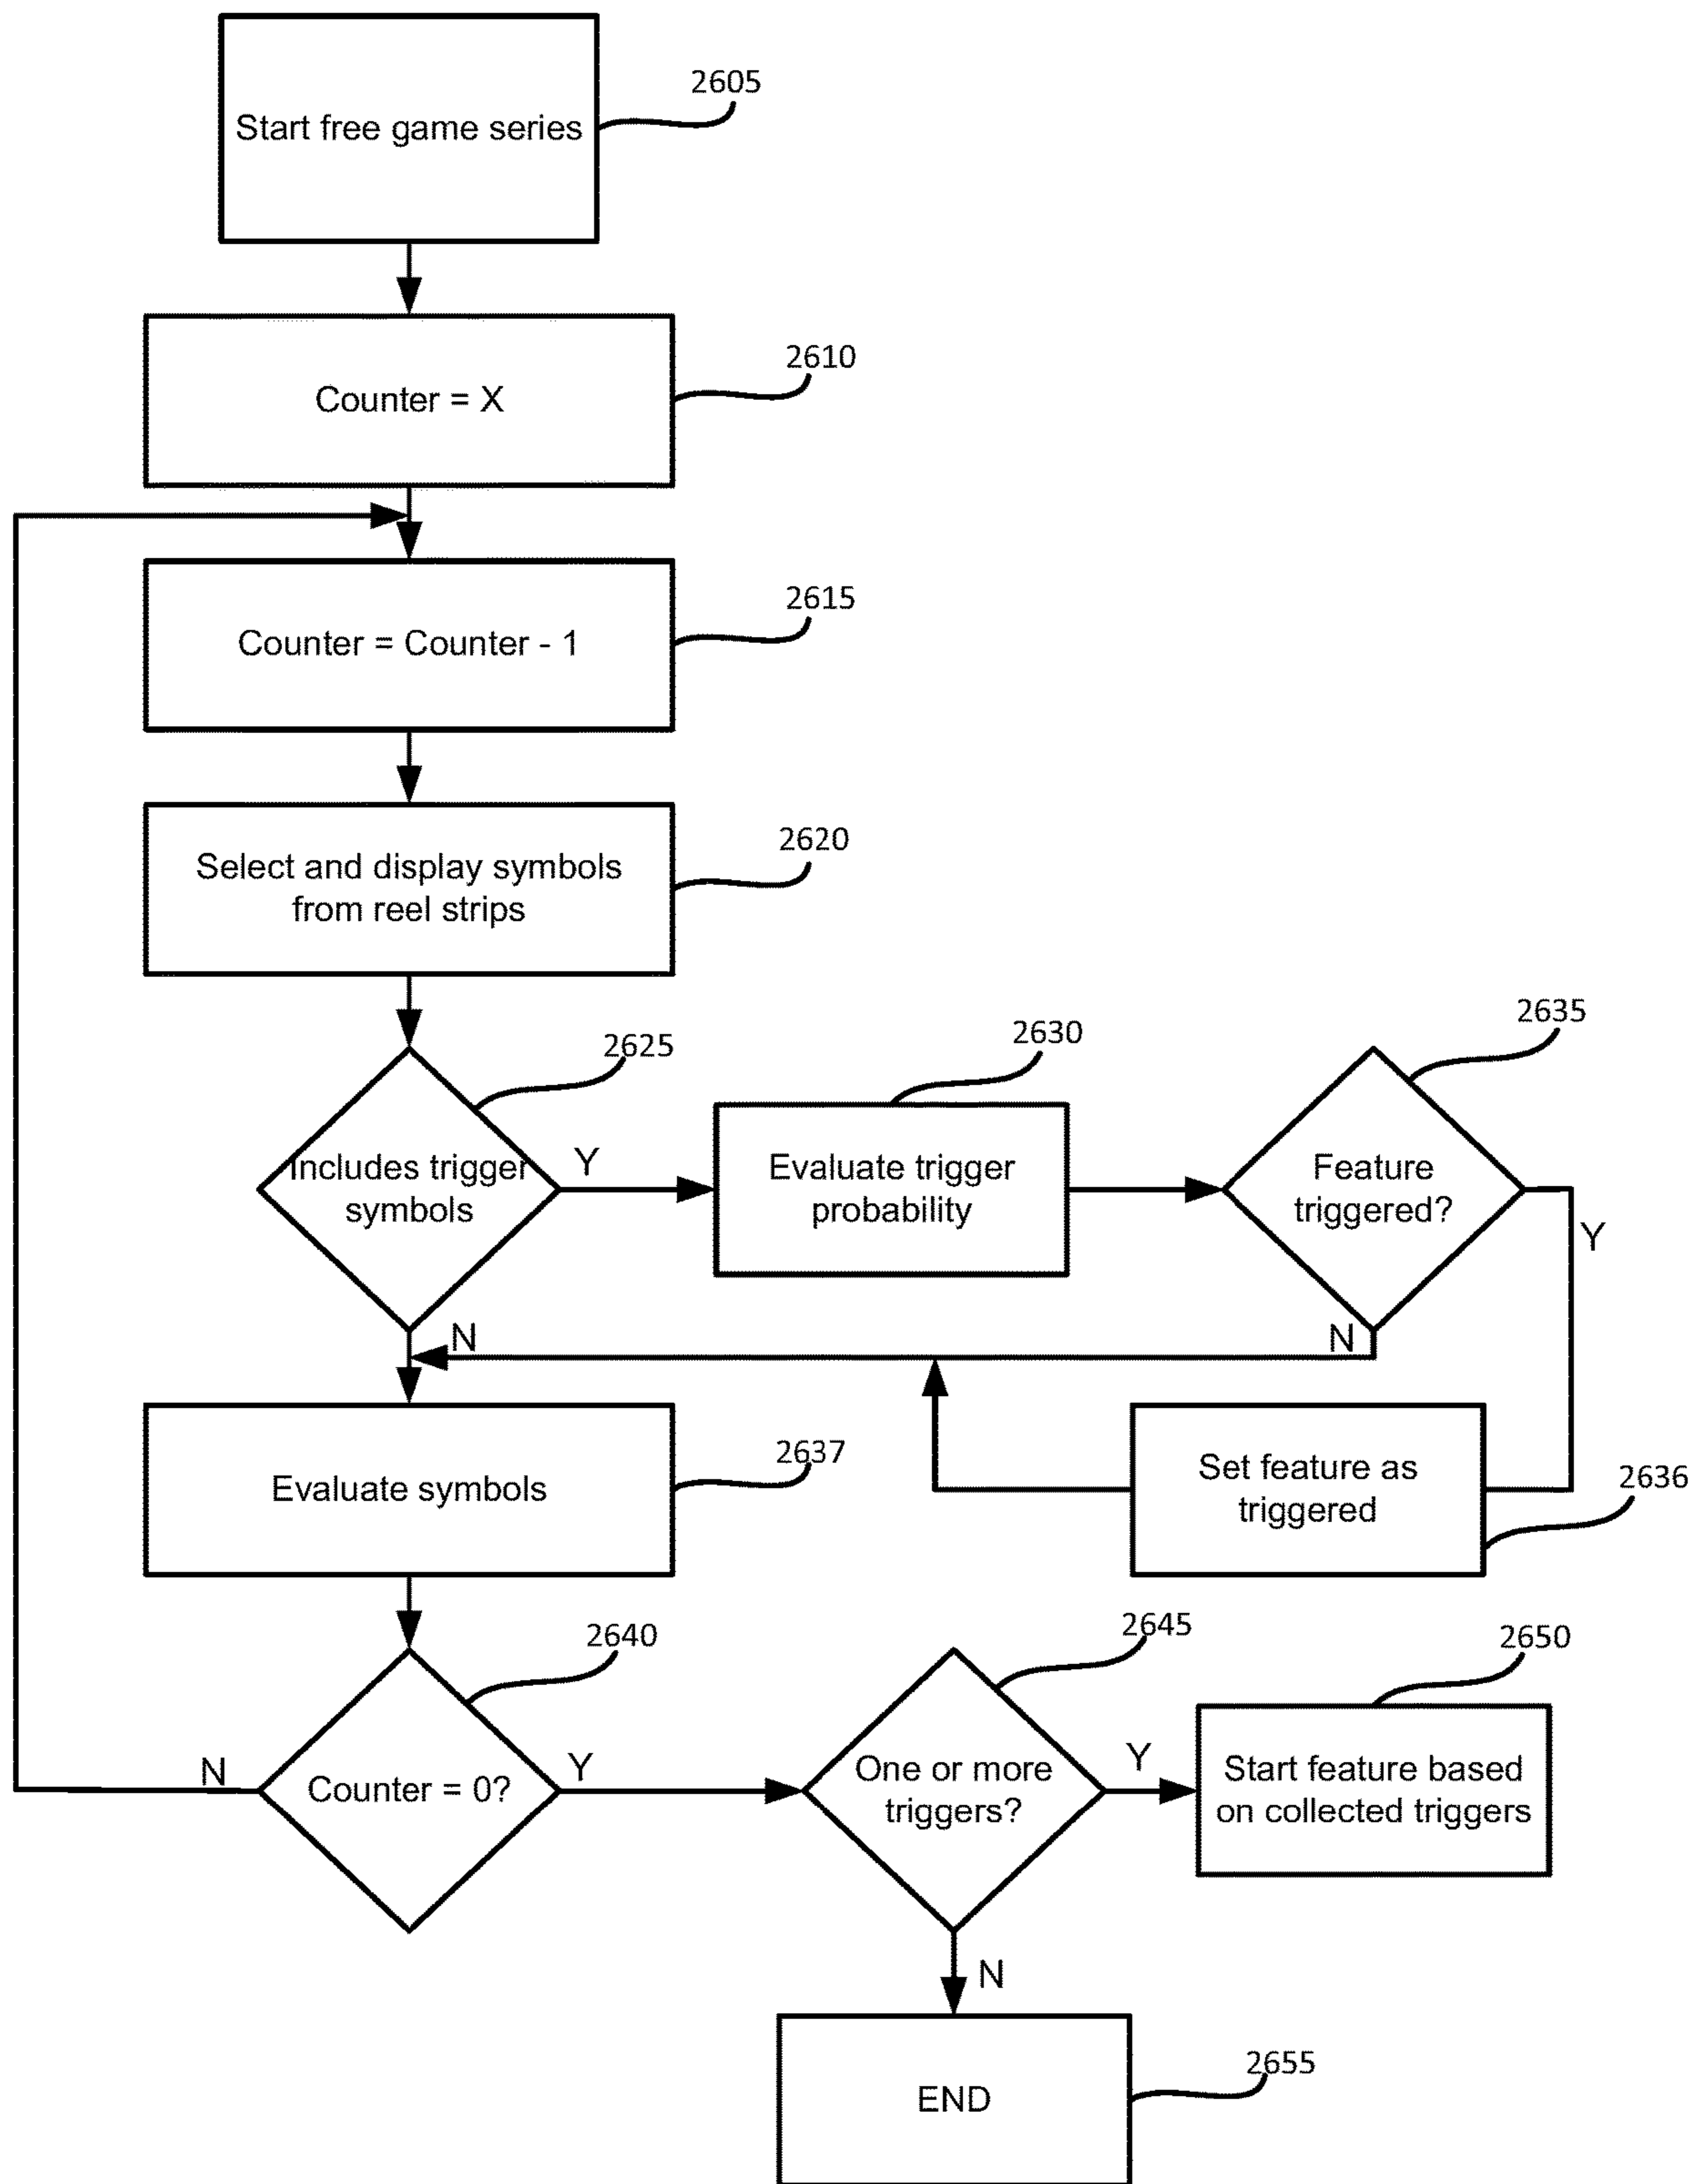 2605
Start free game series
2610
Counter = X
2615
Counter = Counter - 1
2620
Select and display symbols
from reel strips
2625
Includes trigger
symbols
Y
2630
Evaluate trigger
probability
2635
Feature
triggered?
Y
N
N
2637
Evaluate symbols
Set feature as
triggered
2636
2640
Counter = 0?
N
Y
2645
One or more
triggers?
Y
2650
Start feature based
on collected triggers
N
2655
END